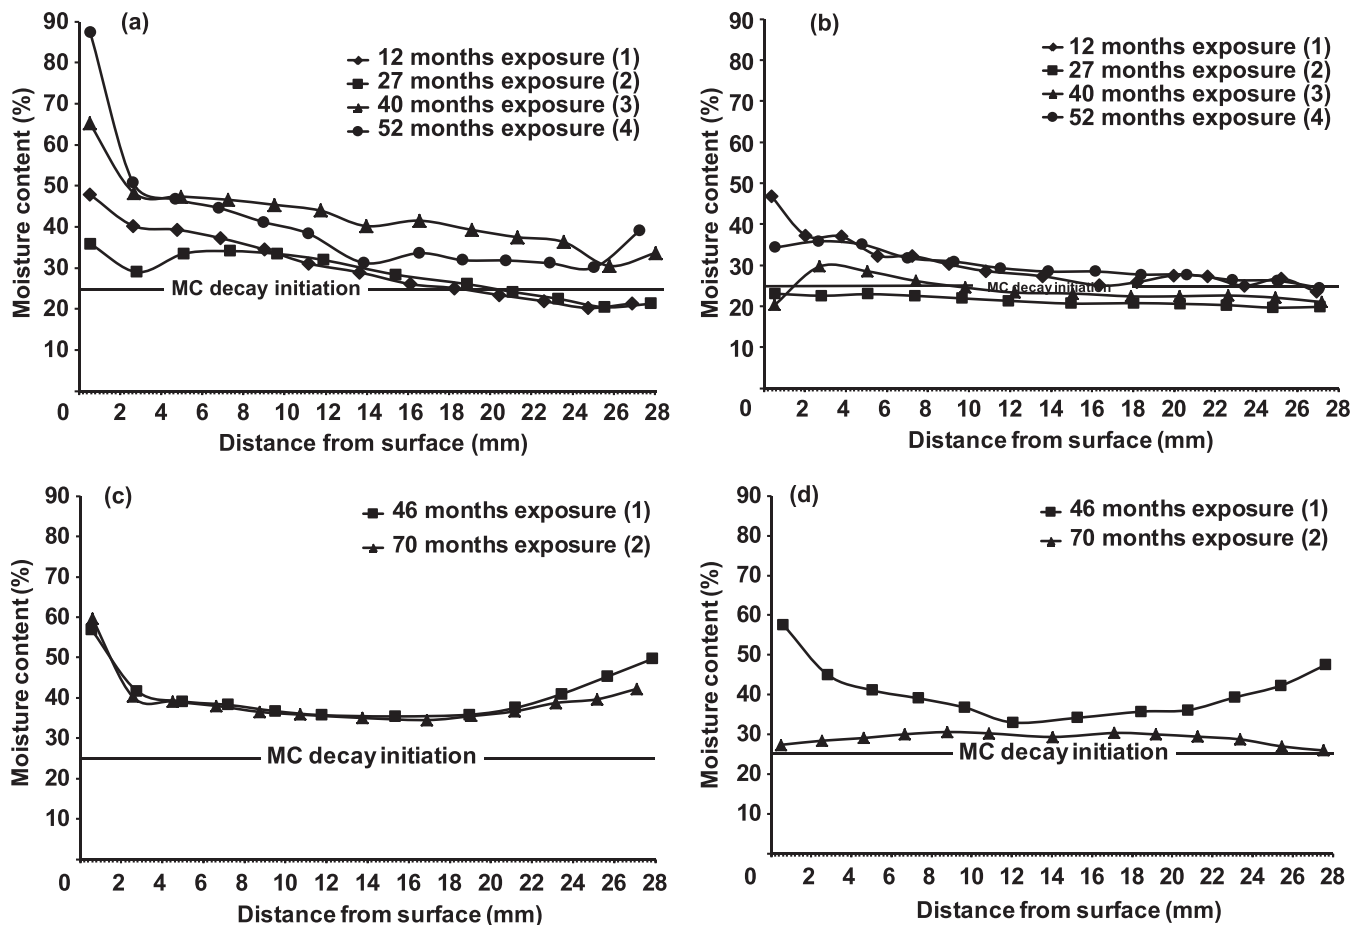 (a)
90
80
70
60
50
40
30
20
10
Moisture content (%)
12 months exposure (1)
27 months exposure (2)
40 months exposure (3)
52 months exposure (4)
MC decay initiation
0 2 4 6 8 10 12 14 16 18 20 22 24 26 28
Distance from surface (mm)
(b)
90
80
70
60
50
40
30
20
10
Moisture content (%)
12 months exposure (1)
27 months exposure (2)
40 months exposure (3)
52 months exposure (4)
MC decay initiation
0 2 4 6 8 10 12 14 16 18 20 22 24 26 28
Distance from surface (mm)
(c)
90
80
70
60
50
40
30
20
10
Moisture content (%)
46 months exposure (1)
70 months exposure (2)
MC decay initiation
0 2 4 6 8 10 12 14 16 18 20 22 24 26 28
Distance from surface (mm)
(d)
90
80
70
60
50
40
30
20
10
Moisture content (%)
46 months exposure (1)
70 months exposure (2)
MC decay initiation
0 2 4 6 8 10 12 14 16 18 20 22 24 26 28
Distance from surface (mm)